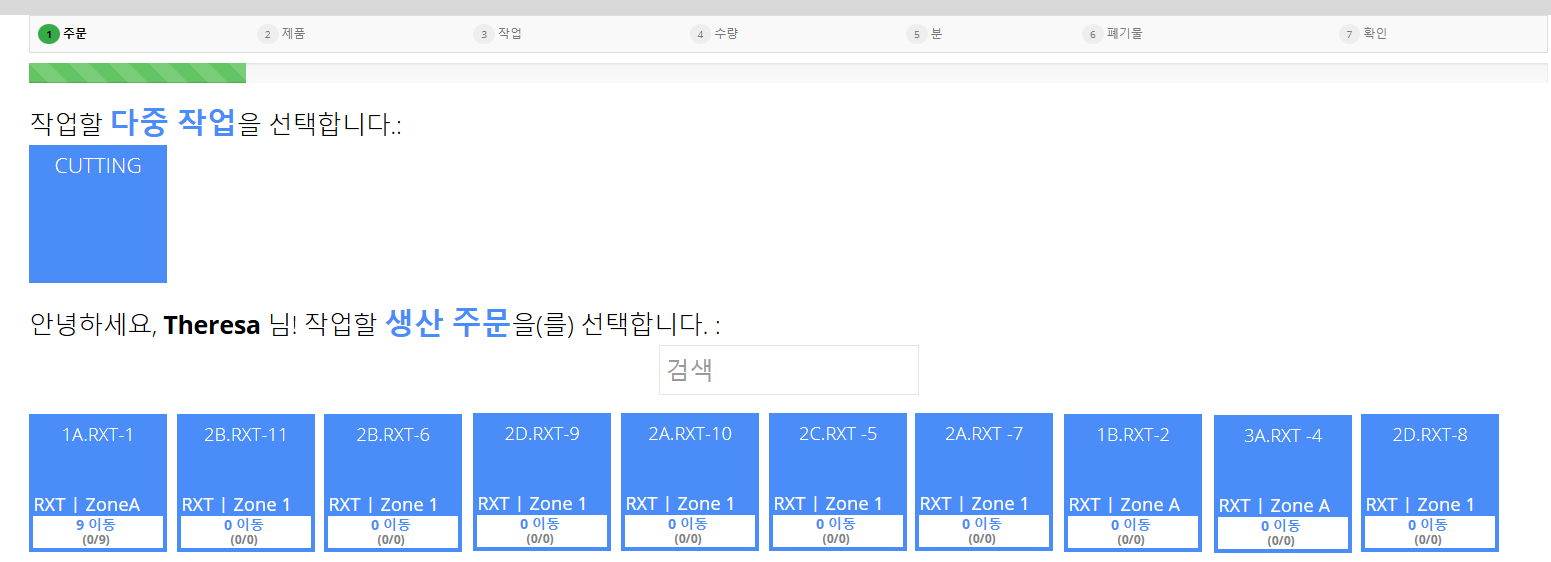 1 주문 2 제품 3 작업 4 수량 5 분 6 폐기물 7 확인
작업할 다중 작업을 선택합니다.:
CUTTING
안녕하세요, Theresa 님! 작업할 생산 주문을(를) 선택합니다. :
검색
1A.RXT-1 2B.RXT-11 2B.RXT-6 2D.RXT-9 2A.RXT-10 2C.RXT -5 2A.RXT -7 1B.RXT-2 3A.RXT -4 2D.RXT-8
RXT | ZoneA RXT | Zone 1 RXT | Zone 1 RXT | Zone 1 RXT | Zone 1 RXT | Zone 1 RXT | Zone 1 RXT | Zone A RXT | Zone A RXT | Zone 1
9 이동 0 이동 0 이동 0 이동 0 이동 0 이동 0 이동 0 이동 0 이동 0 이동
(0/9) (0/0) (0/0) (0/0) (0/0) (0/0) (0/0) (0/0) (0/0) (0/0)